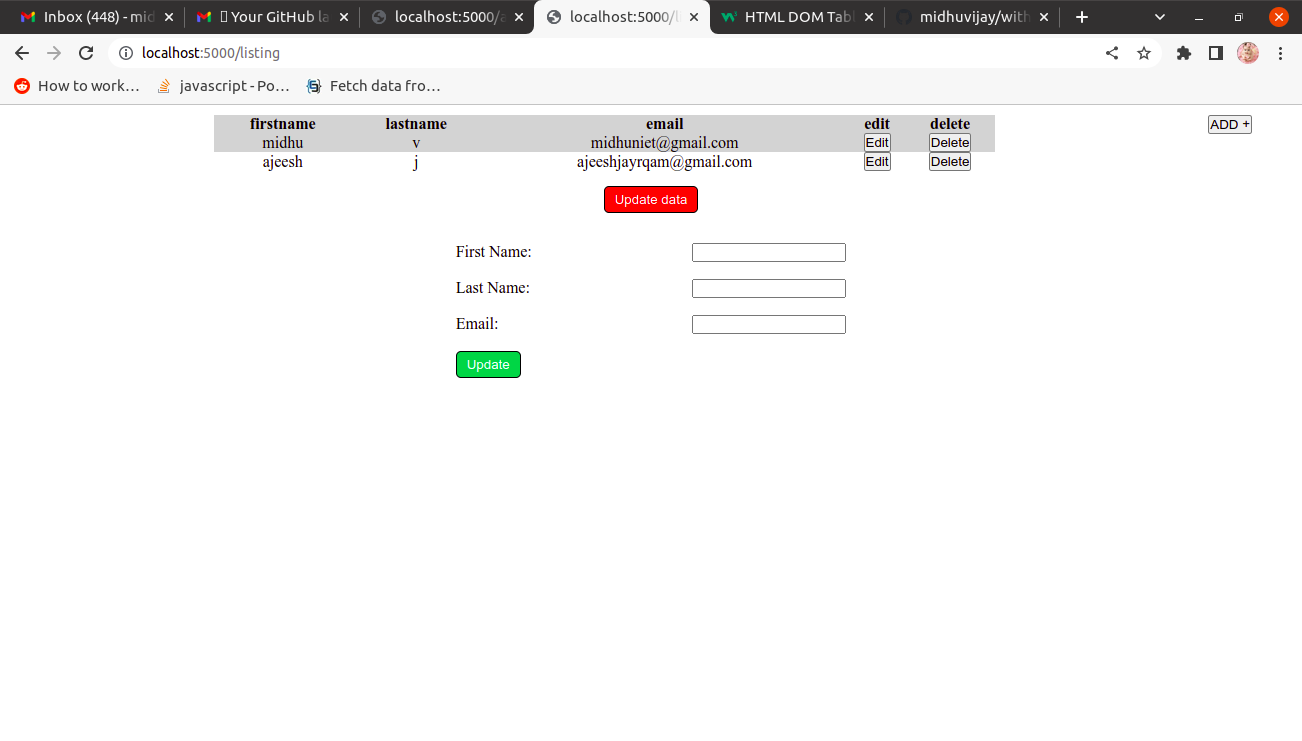 Inbox (448) - mid
Your GitHub la
localhost:5000/a
localhost:5000/li
HTML DOM Tabl
midhuvijay/with
localhost:5000/listing
How to work…
javascript - Po…
Fetch data fro…
firstname lastname email edit delete
ADD +
midhu v midhuniet@gmail.com Edit Delete
ajeesh j ajeeshjayrqam@gmail.com Edit Delete
Update data
First Name:
Last Name:
Email:
Update